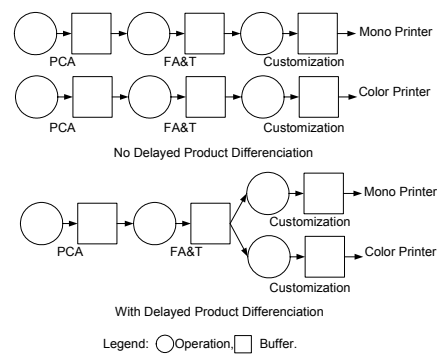 Mono Printer
PCA FA&T Customization
Color Printer
PCA FA&T Customization
No Delayed Product Differenciation
Mono Printer
Customization
PCA FA&T
Color Printer
Customization
With Delayed Product Differenciation
Legend: Operation, Buffer.